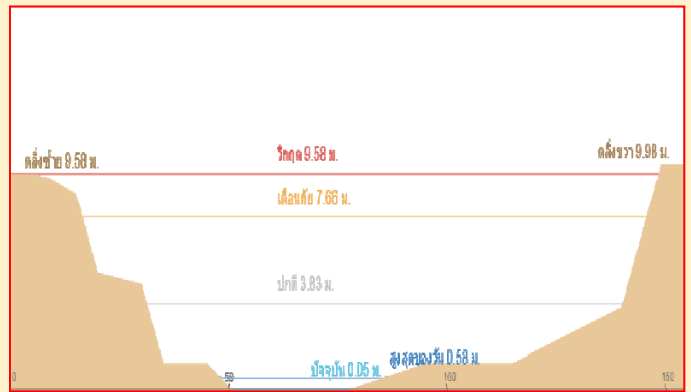 วิกฤต 9.58 ม.
ตลิ่งซ้าย 9.58 ม.
ตลิ่งขวา 9.98 ม.
เตือนภัย 7.66 ม.
ปกติ 3.83 ม.
สูงสุดของวัน 0.58 ม.
ปัจจุบัน 0.05 ม.
0 50 100 150